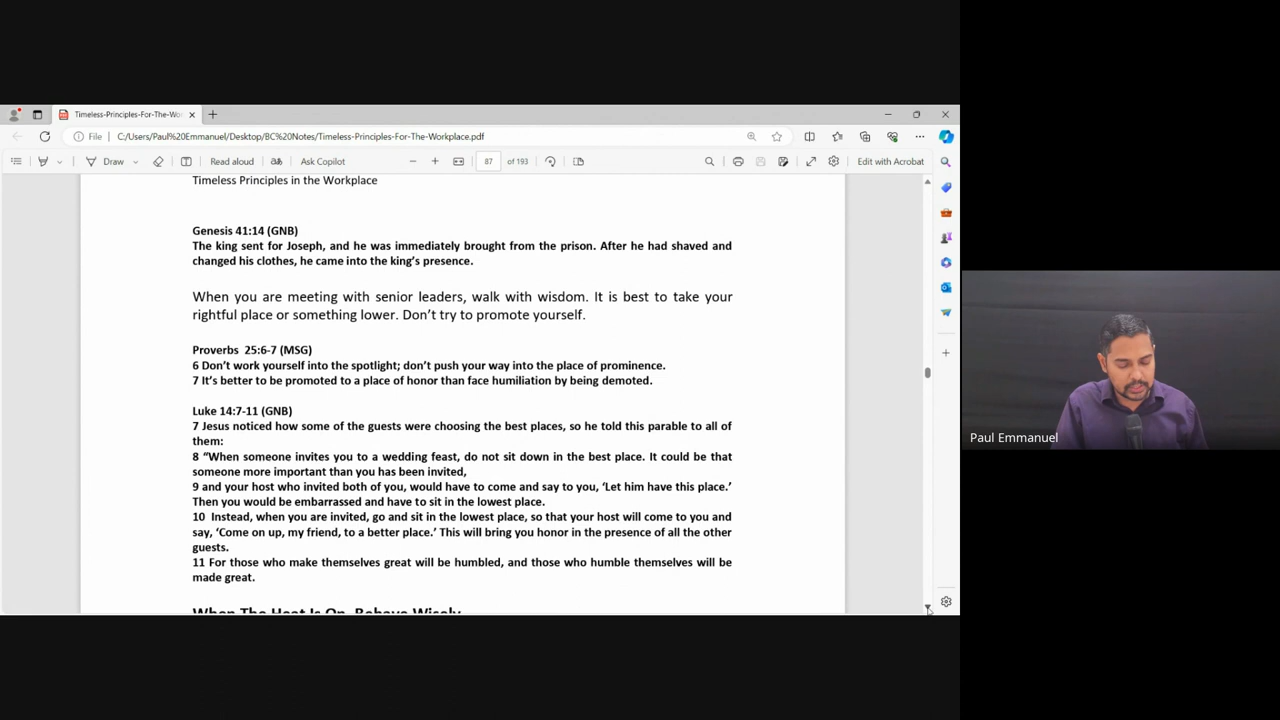 Timeless-Principles-For-The-Wo
File
C:/Users/Paul%20Emmanuel/Desktop/BC%20Notes/Timeless-Principles-For-The-Workplace.pdf
Draw
Read aloud
Ask Copilot
87 of 193
Edit with Acrobat
Timeless Principles in the Workplace
Genesis 41:14 (GNB)
The king sent for Joseph, and he was immediately brought from the prison. After he had shaved and
changed his clothes, he came into the king's presence.
When you are meeting with senior leaders, walk with wisdom. It is best to take your
rightful place or something lower. Don't try to promote yourself.
Proverbs 25:6-7 (MSG)
6 Don't work yourself into the spotlight; don't push your way into the place of prominence.
7 It's better to be promoted to a place of honor than face humiliation by being demoted.
Luke 14:7-11 (GNB)
7 Jesus noticed how some of the guests were choosing the best places, so he told this parable to all of
them:
8 "When someone invites you to a wedding feast, do not sit down in the best place. It could be that
someone more important than you has been invited,
9 and your host who invited both of you, would have to come and say to you, 'Let him have this place.'
Then you would be embarrassed and have to sit in the lowest place.
10 Instead, when you are invited, go and sit in the lowest place, so that your host will come to you and
say, 'Come on up, my friend, to a better place.' This will bring you honor in the presence of all the other
guests.
11 For those who make themselves great will be humbled, and those who humble themselves will be
made great.
When The Heat Is On, Behave Wisely
Paul Emmanuel